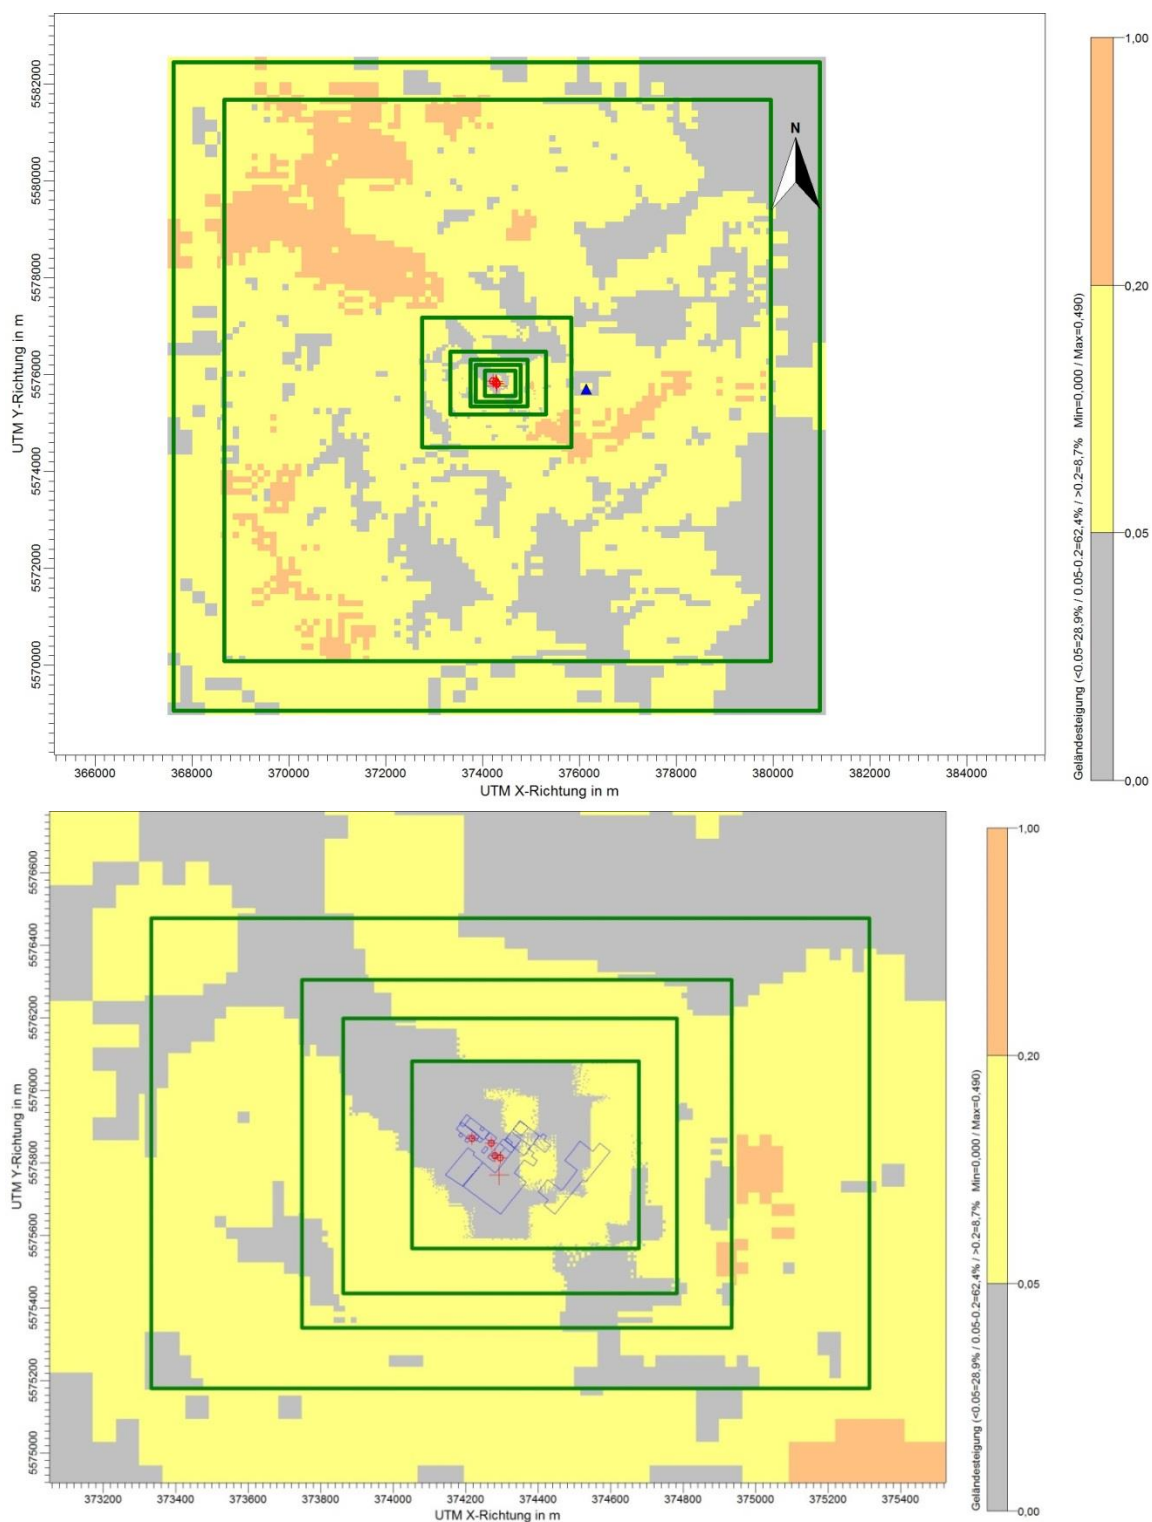 5582000
5580000
5578000
5576000
5574000
5572000
5570000
UTM Y-Richtung in m
N
366000 368000 370000 372000 374000 376000 378000 380000 382000 384000
UTM X-Richtung in m
1,00
0,20
0,05
0,00
Geländesteigung (<0.05=28,9% / 0.05-0.2=62,4% / >0.2=8,7% Min=0,000 / Max=0,490)
5576600
5576400
5576200
5576000
5575800
5575600
5575400
5575200
5575000
UTM Y-Richtung in m
373200 373400 373600 373800 374000 374200 374400 374600 374800 375000 375200 375400
UTM X-Richtung in m
1,00
0,20
0,05
0,00
Geländesteigung (<0.05=28,9% / 0.05-0.2=62,4% / >0.2=8,7% Min=0,000 / Max=0,490)